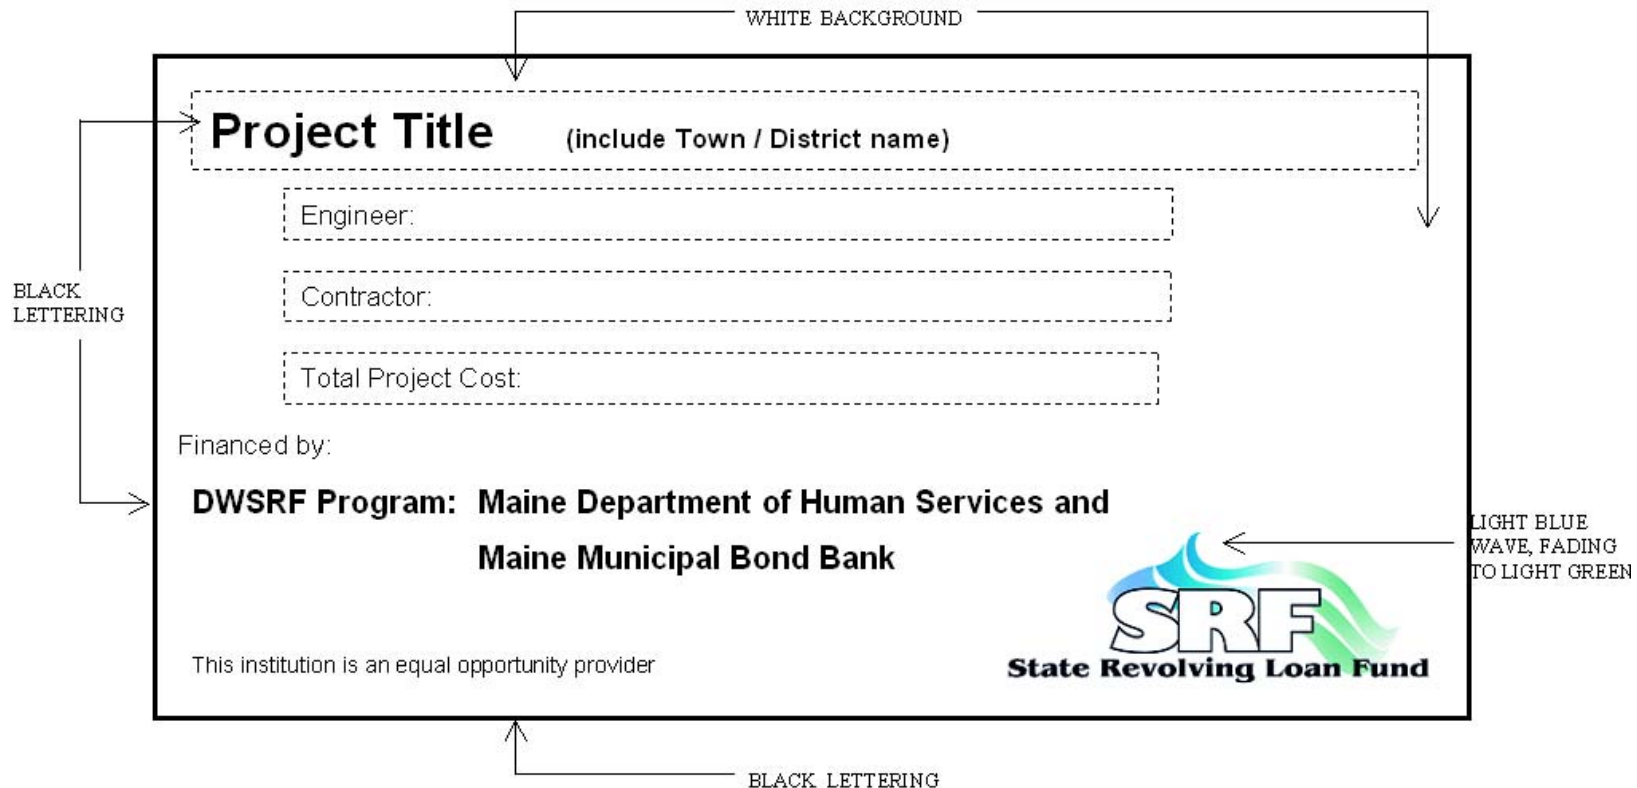 WHITE BACKGROUND
Project Title (include Town / District name)
Engineer:
BLACK
LETTERING
Contractor:
Total Project Cost:
Financed by:
DWSRF Program: Maine Department of Human Services and
Maine Municipal Bond Bank
LIGHT BLUE
WAVE, FADING
TO LIGHT GREEN
SRF
State Revolving Loan Fund
This institution is an equal opportunity provider
BLACK LETTERING